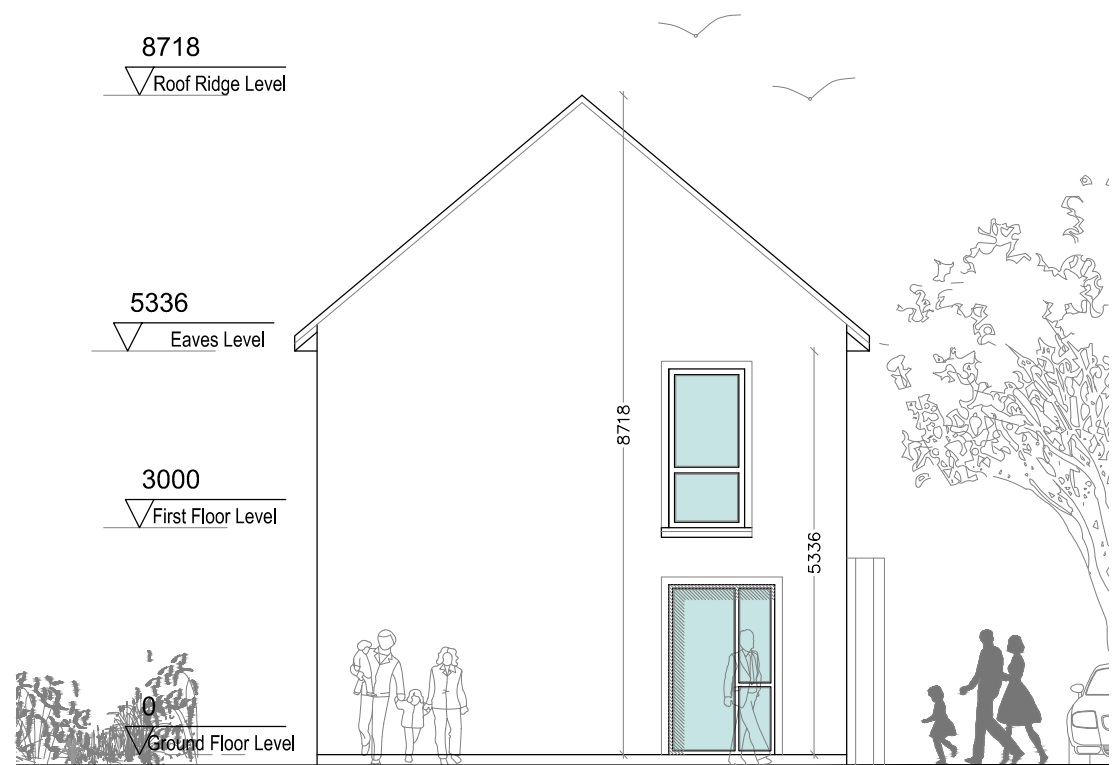 8718
Roof Ridge Level
5336
Eaves Level
8718
3000
First Floor Level
5336
0
Ground Floor Level